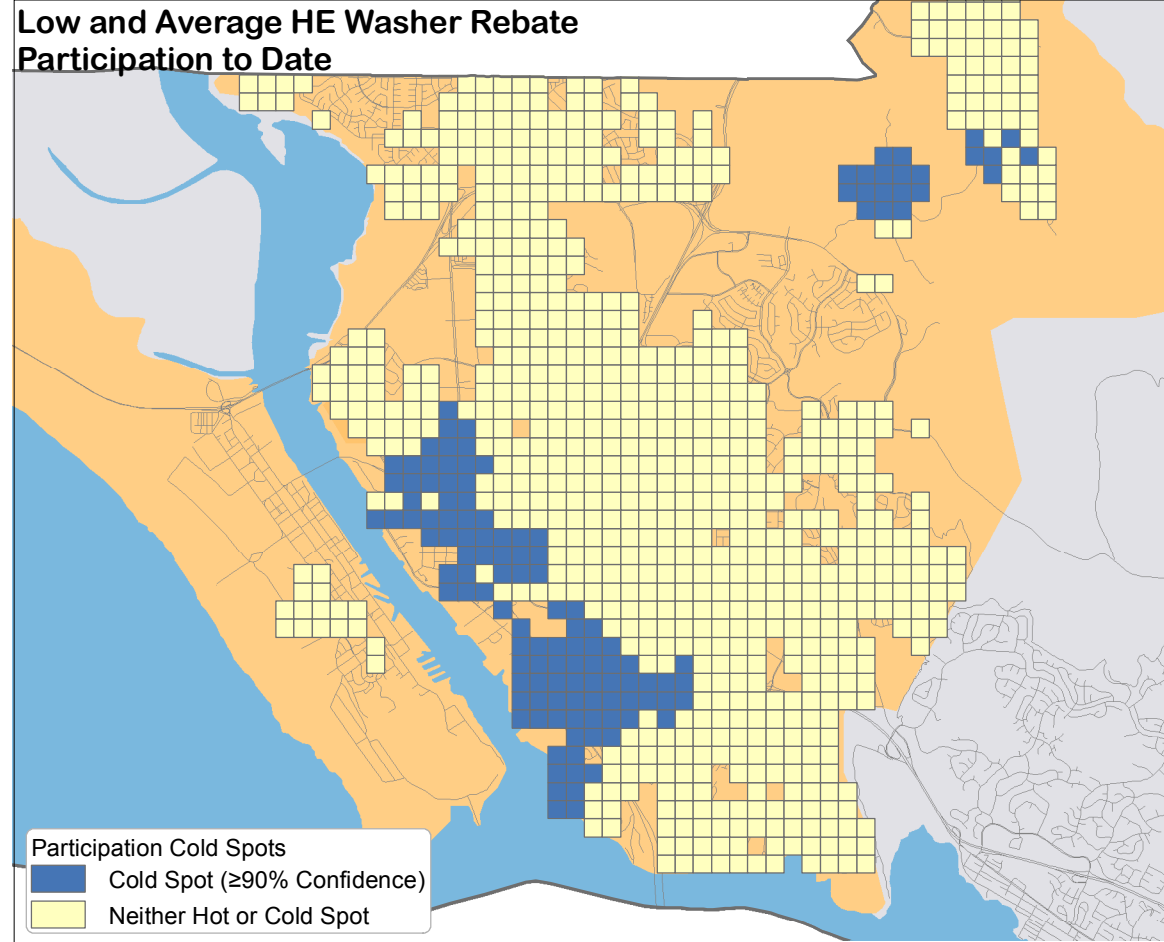 Low and Average HE Washer Rebate
Participation to Date
Participation Cold Spots
Cold Spot (≥90% Confidence)
Neither Hot or Cold Spot